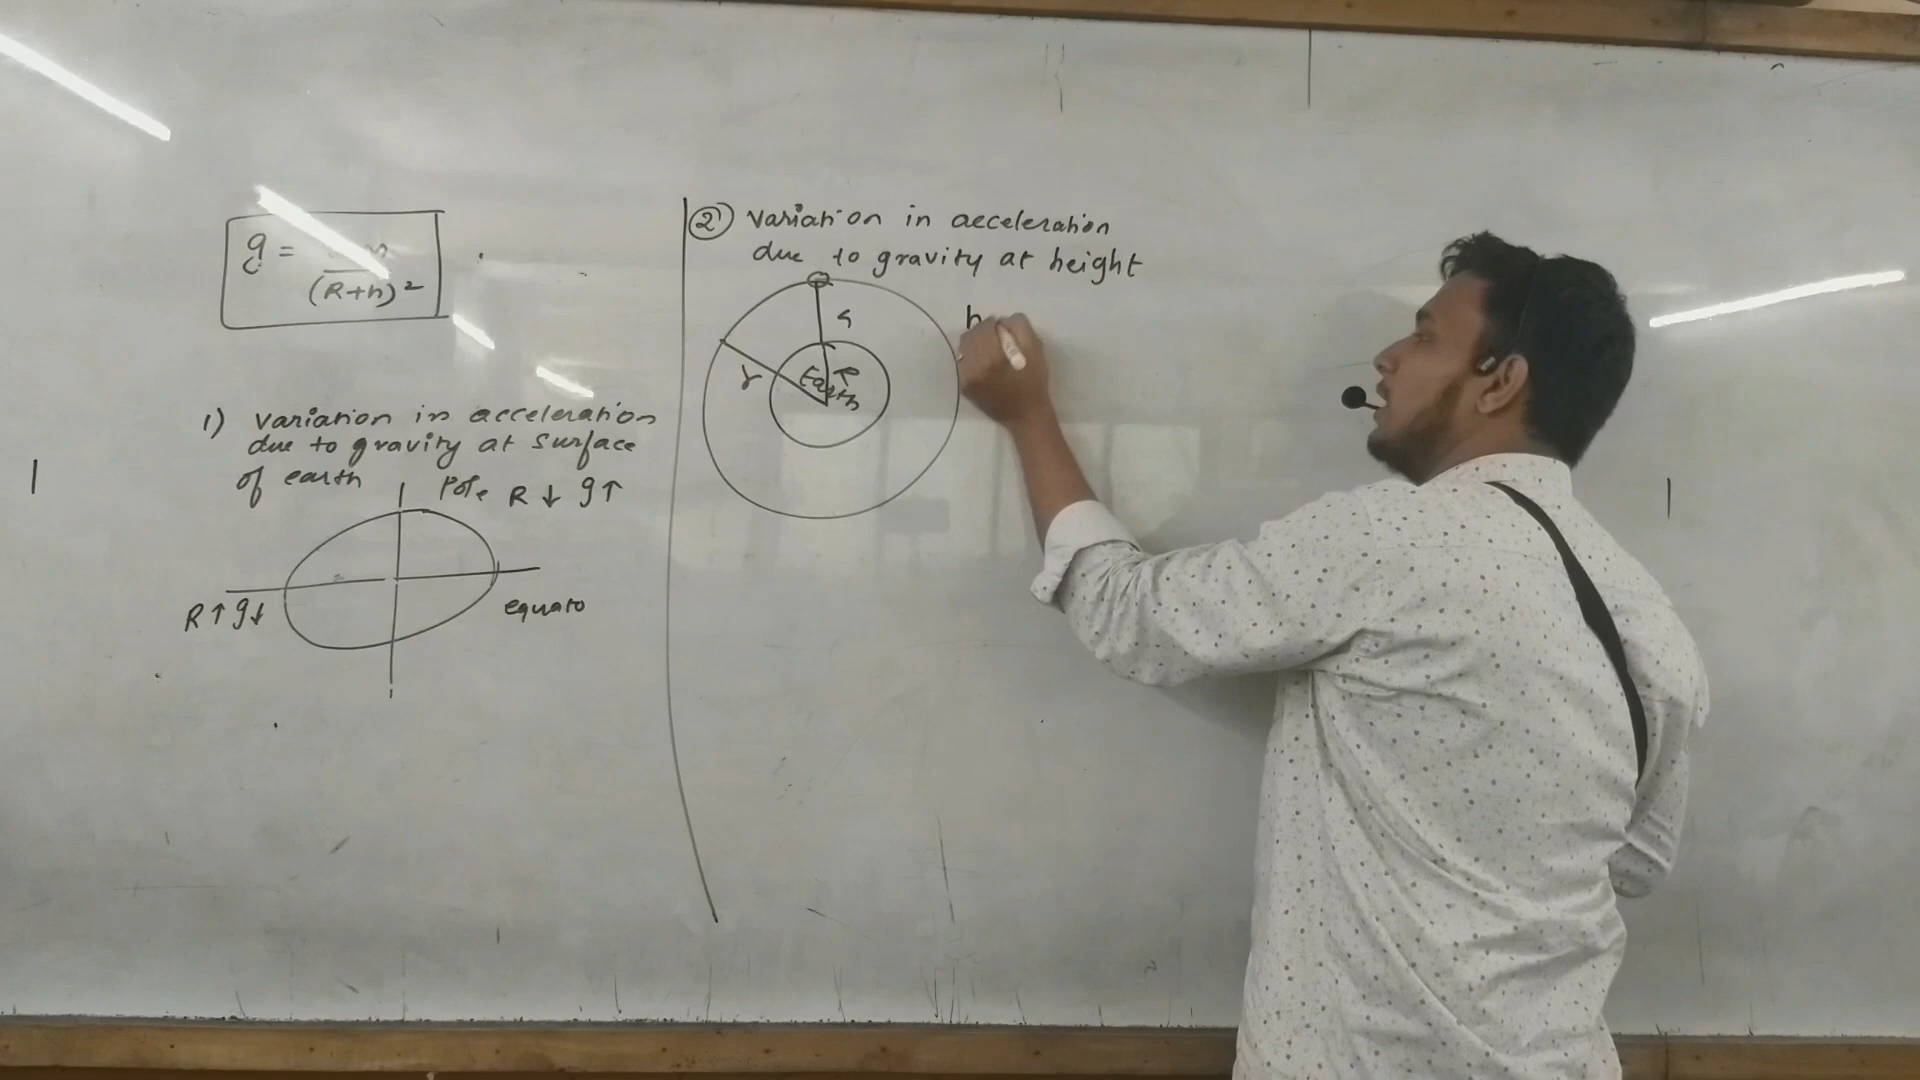 g =
(R+h)²
1) Variation in acceleration
due to gravity at surface
of earth
Pole R ↓ g↑
R↑ g↓
equato
② Variation in acceleration
due to gravity at height
r
Earth
R
h